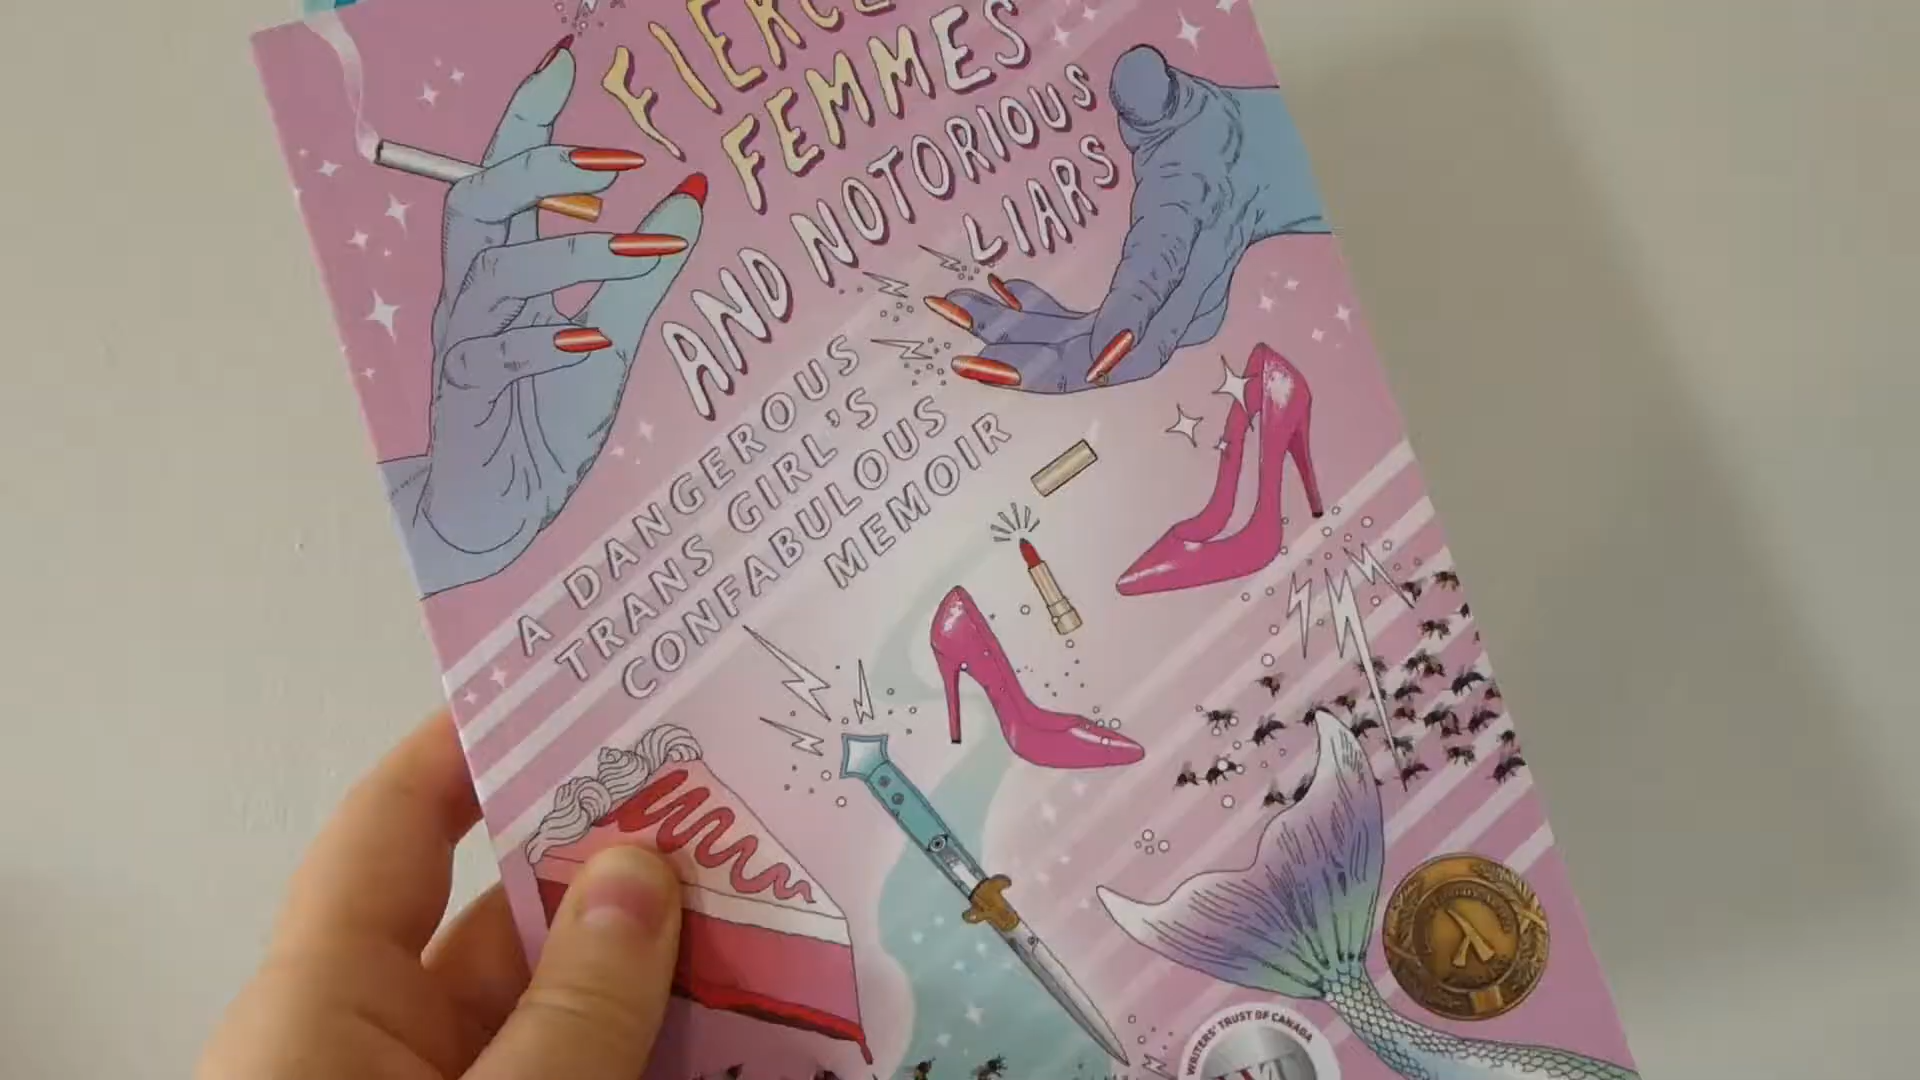 FIERCE
FEMMES
AND NOTORIOUS
LIARS
A DANGEROUS
TRANS GIRL'S
CONFABULOUS
MEMOIR
WRITERS' TRUST OF CANADA